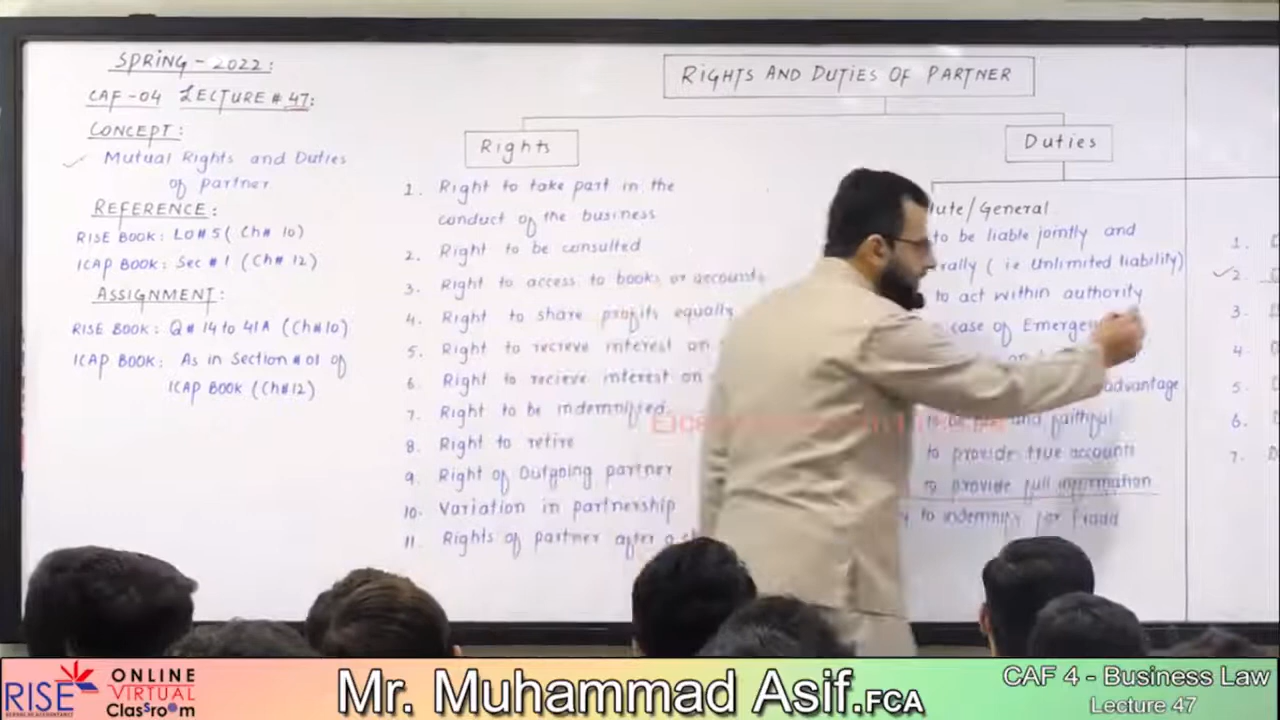 SPRING - 2022:
CAF-04 LECTURE # 47:
CONCEPT:
Mutual Rights and Duties
of partner
REFERENCE:
RISE BOOK: LO#5 ( Ch# 10)
ICAP BOOK: Sec #1 (Ch#12)
ASSIGNMENT:
RISE BOOK: Q# 14 to 41A (Ch#10)
ICAP BOOK: As in Section #01 of
ICAP BOOK (Ch#12)
RIGHTS AND DUTIES OF PARTNER
Rights
1. Right to take part in the
conduct of the business
2. Right to be consulted
3. Right to access to books or accounts
4. Right to share profits equally
5. Right to recieve interest on
6. Right to recieve interest on
7. Right to be indemnified
8. Right to retire
9. Right of Outgoing partner
10. Variation in partnership
11. Rights of partner after a
Duties
/General
to be liable jointly and
(ie Unlimited liability)
to act within authority
case of
advantage
and faithful
to provide true accounts
to provide full information
to indemnify for fraud
1.
2.
3.
4.
5.
6.
7.
RISE
ONLINE
VIRTUAL
Classroom
Mr. Muhammad Asif.FCA
CAF 4 - Business Law
Lecture 47